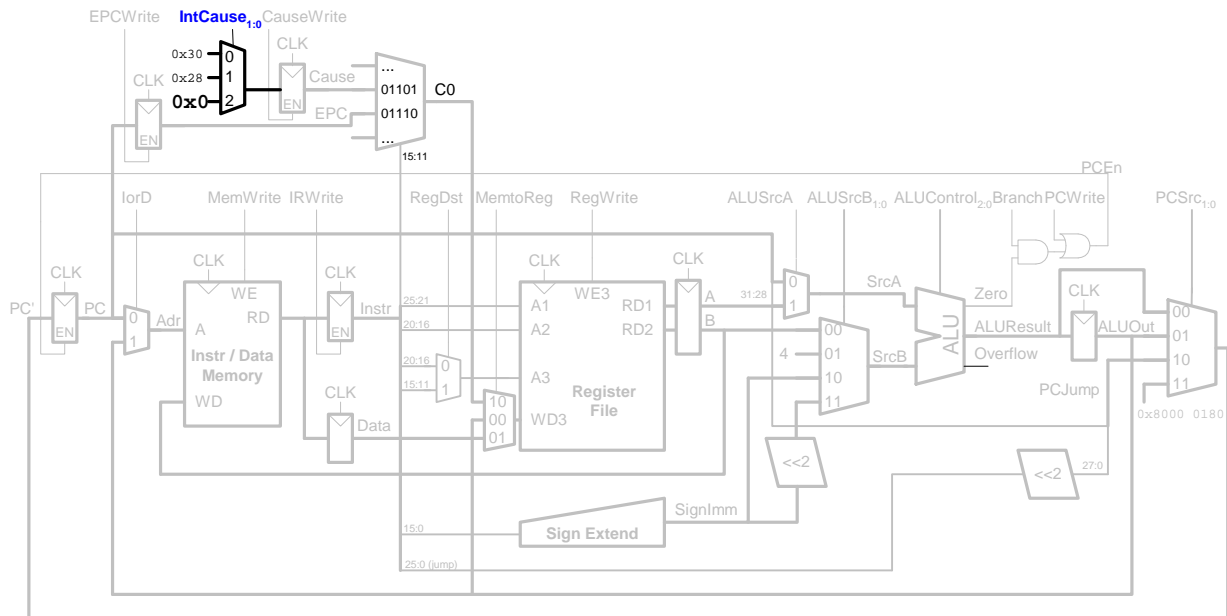 EPCWrite IntCause1:0 CauseWrite
CLK
0x30 0
0x28 1
0x0 2
CLK
EN
Cause
EPC
CLK
EN
...
01101
01110
...
C0
15:11
PCEn
IorD MemWrite IRWrite RegDst MemtoReg RegWrite ALUSrcA ALUSrcB1:0 ALUControl2:0 Branch PCWrite PCSrc1:0
PC'
CLK
EN
PC
0
1
Adr
CLK
WE
A RD
Instr / Data
Memory
WD
CLK
EN
Instr
CLK
Data
25:21
20:16
20:16 0
15:11 1
10
00
01
CLK
WE3
A1 RD1
A2 RD2
A3
Register
File
WD3
CLK
A
B
31:28
0
1
SrcA
00
4 01
10
11
SrcB
ALU
Zero
ALUResult
Overflow
CLK
ALUOut
PCJump
00
01
10
11
0x8000 0180
<<2
<<2
27:0
SignImm
15:0
Sign Extend
25:0 (jump)